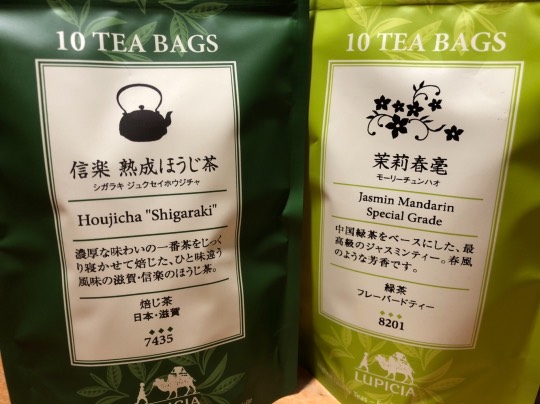 10 TEA BAGS
信楽 熟成ほうじ茶
シガラキ ジュクセイホウジチャ
Houjicha "Shigaraki"
濃厚な味わいの一番茶をじっく
り寝かせて焙じた、ひと味違う
風味の滋賀・信楽のほうじ茶。
焙じ茶
日本・滋賀
7435
LUPICIA
10 TEA BAGS
茉莉春毫
モーリーチュンハオ
Jasmin Mandarin
Special Grade
中国緑茶をベースにした、最
高級のジャスミンティー。春風
のような芳香です。
緑茶
フレーバードティー
8201
LUPICIA